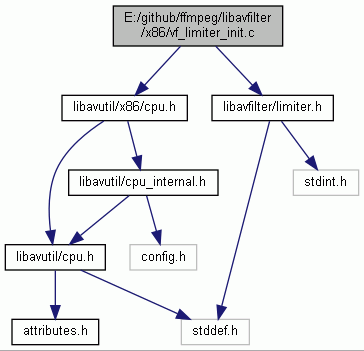 E:/github/ffmpeg/libavfilter
/x86/vf_limiter_init.c
libavutil/x86/cpu.h
libavfilter/limiter.h
libavutil/cpu_internal.h
stdint.h
libavutil/cpu.h
config.h
attributes.h
stddef.h